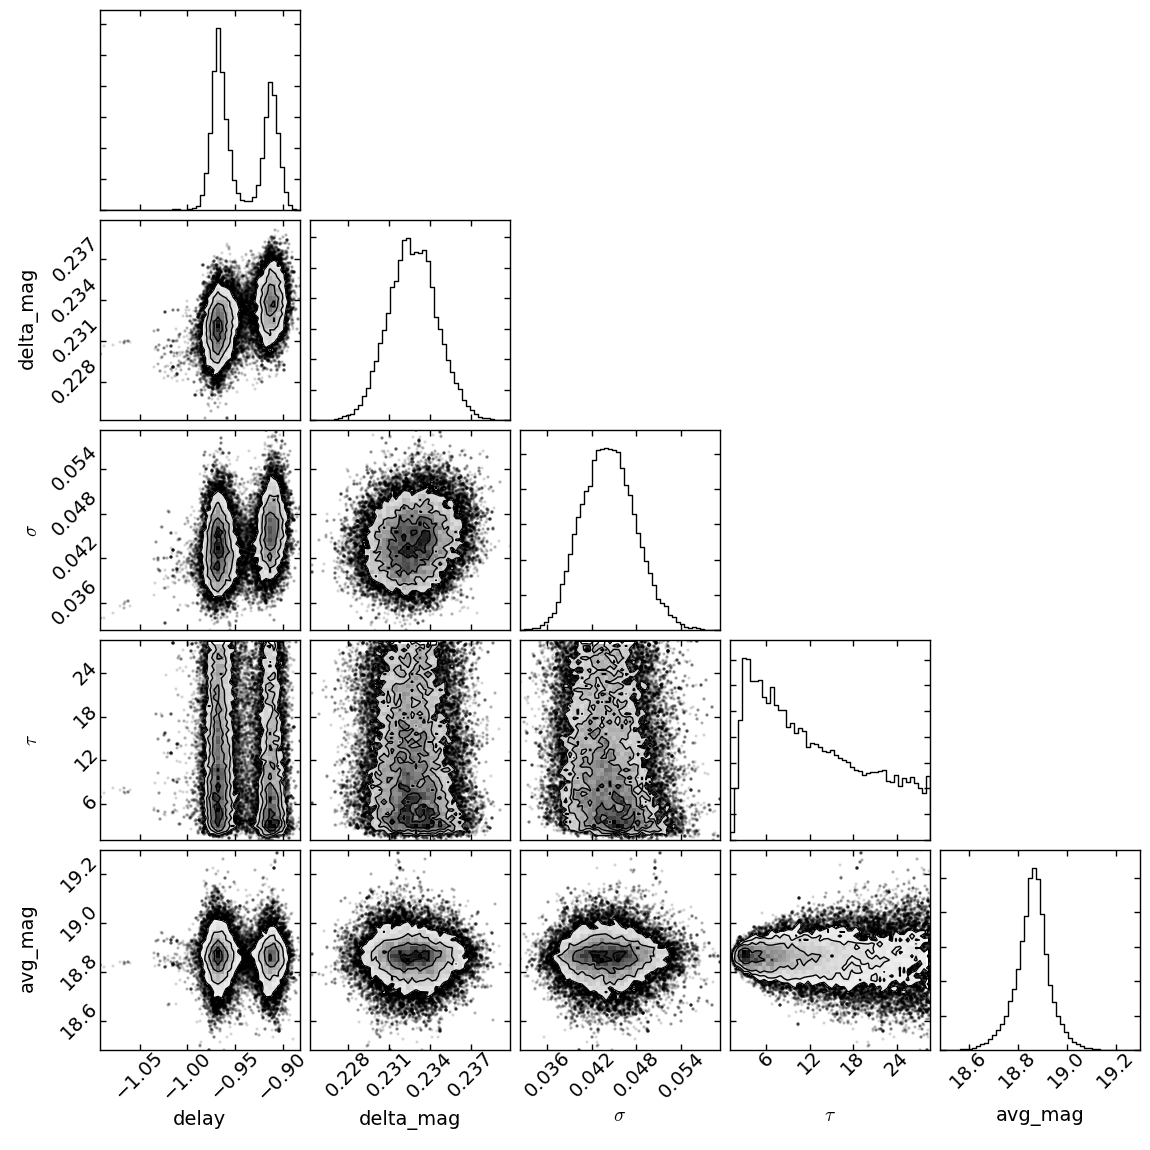 0.237
0.234
0.231
0.228
delta_mag
0.054
0.048
0.042
0.036
σ
24
18
12
6
τ
19.2
19.0
18.8
18.6
avg_mag
−1.05 −1.00 −0.95 −0.90
delay
0.228 0.231 0.234 0.237
delta_mag
0.036 0.042 0.048 0.054
σ
6 12 18 24
τ
18.6 18.8 19.0 19.2
avg_mag